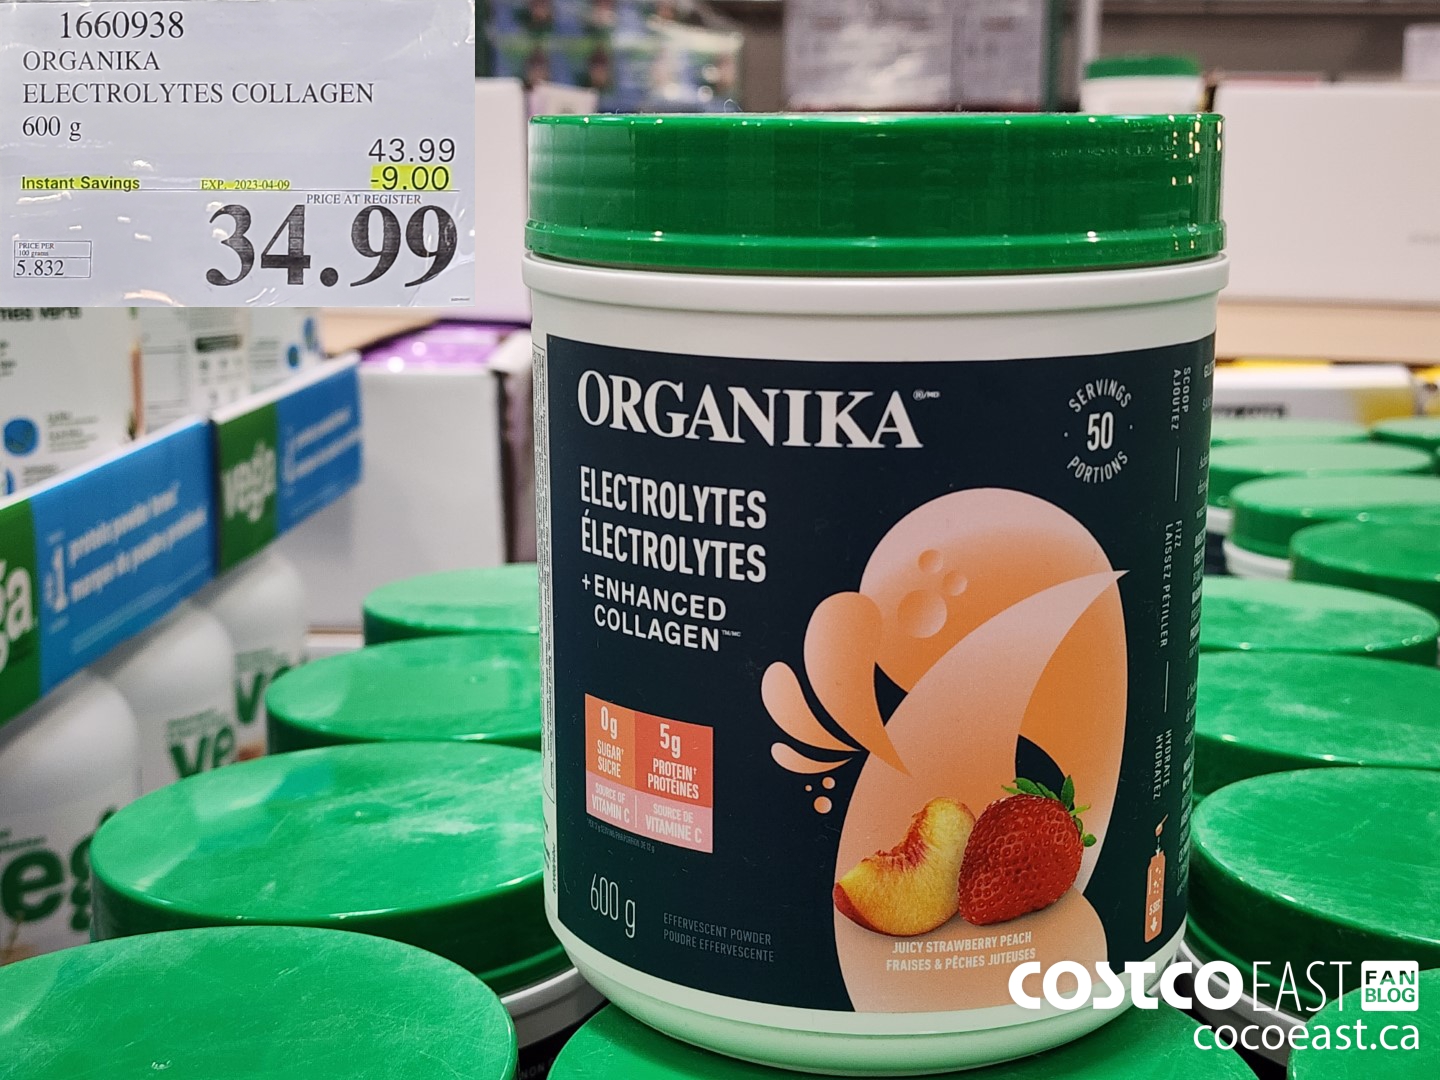 1660938
ORGANIKA
ELECTROLYTES COLLAGEN
600 g
43.99
Instant Savings EXP. 2023-04-09 -9.00
PRICE AT REGISTER
34.99
PRICE PER
100 grams
5.832
ORGANIKA
SERVINGS
50
PORTIONS
ELECTROLYTES
ÉLECTROLYTES
+ENHANCED
COLLAGEN
0g
SUGAR†
SUCRE
5g
PROTEIN†
PROTÉINES
SOURCE OF
VITAMIN C
SOURCE DE
VITAMINE C
600 g
EFFERVESCENT POWDER
POUDRE EFFERVESCENTE
JUICY STRAWBERRY PEACH
FRAISES & PÊCHES JUTEUSES
SCOOP
AJOUTEZ
FIZZ
LAISSEZ PÉTILLER
HYDRATE
HYDRATEZ
5 SEC
vega
#1
COSTCO EAST FAN
BLOG
cocoeast.ca